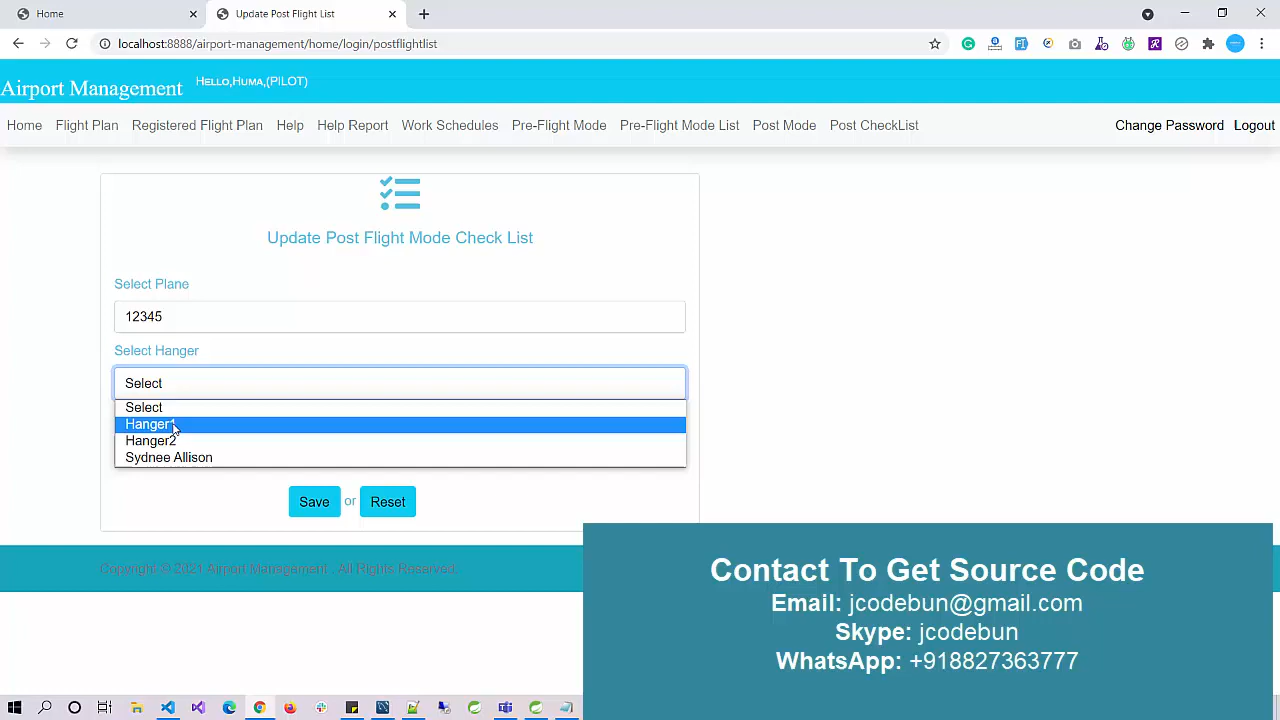 Home
Update Post Flight List
localhost:8888/airport-management/home/login/postflightlist
Airport Management
HELLO,HUMA,(PILOT)
Home Flight Plan Registered Flight Plan Help Help Report Work Schedules Pre-Flight Mode Pre-Flight Mode List Post Mode Post CheckList Change Password Logout
Update Post Flight Mode Check List
Select Plane
12345
Select Hanger
Select
Select
Hanger1
Hanger2
Sydnee Allison
Save or Reset
Copyright © 2021 Airport Management . All Rights Reserved.
Contact To Get Source Code
Email: jcodebun@gmail.com
Skype: jcodebun
WhatsApp: +918827363777